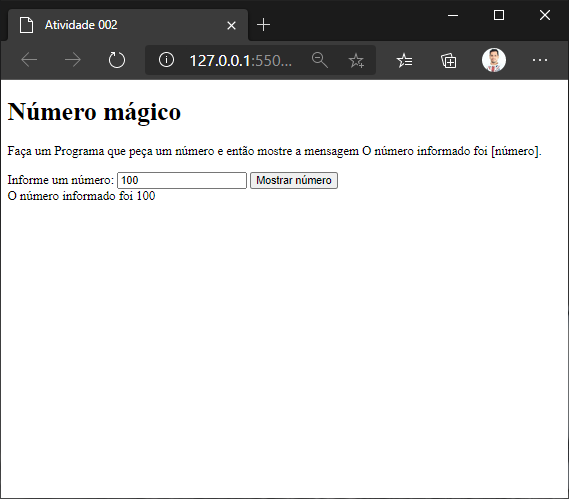 Atividade 002
127.0.0.1:550...
Número mágico
Faça um Programa que peça um número e então mostre a mensagem O número informado foi [número].
Informe um número: 100 Mostrar número
O número informado foi 100